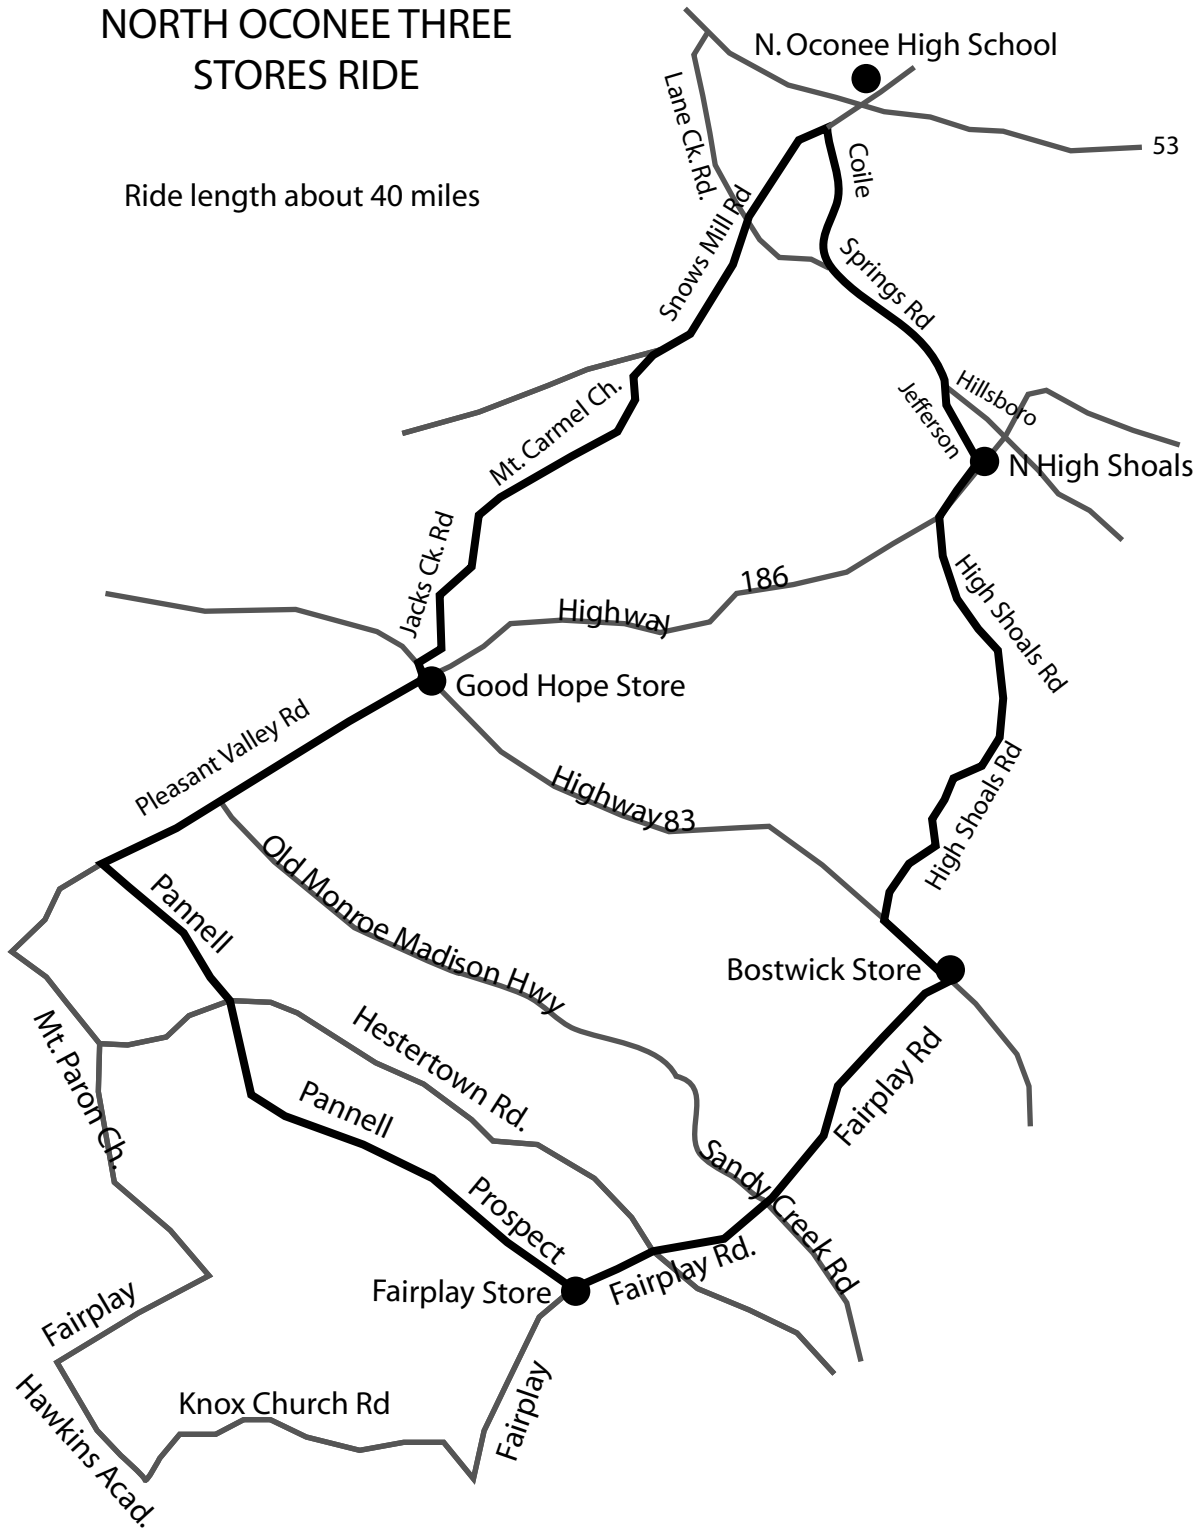 NORTH OCONEE THREE
STORES RIDE
N. Oconee High School
Lane Ck. Rd.
53
Coile
Ride length about 40 miles
Snows Mill Rd
Springs Rd
Hillsboro
Jefferson
Mt. Carmel Ch.
N High Shoals
Jacks Ck. Rd
186
High Shoals Rd
Highway
Good Hope Store
Pleasant Valley Rd
High Shoals Rd
Highway 83
Old Monroe Madison Hwy
Pannell
Bostwick Store
Mt. Paron Ch.
Hestertown Rd.
Fairplay Rd
Pannell
Sandy Creek Rd
Prospect
Fairplay Rd.
Fairplay Store
Fairplay
Fairplay
Knox Church Rd
Hawkins Acad.